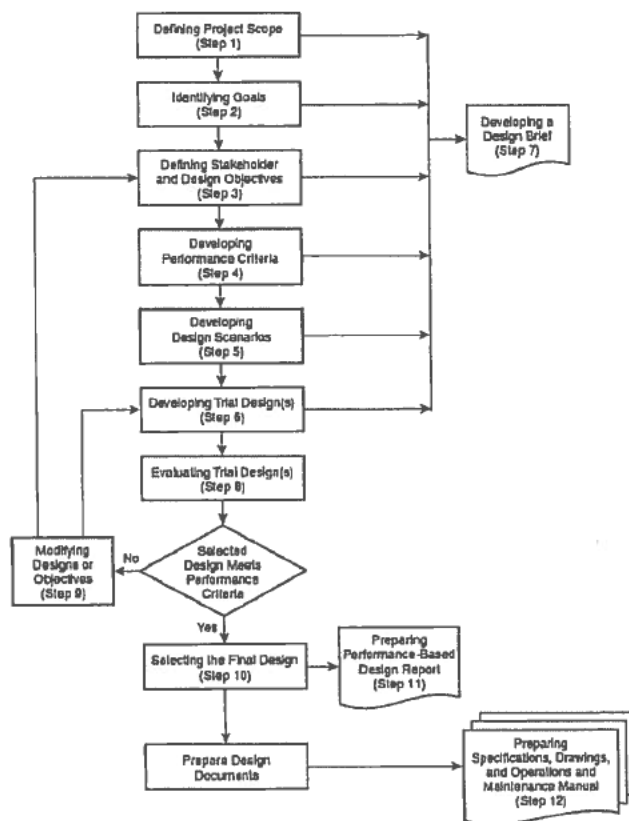 Defining Project Scope
(Step 1)
Identifying Goals
(Step 2)
Developing a
Design Brief
(Step 7)
Defining Stakeholder
and Design Objectives
(Step 3)
Developing
Performance Criteria
(Step 4)
Developing
Design Scenarios
(Step 5)
Developing Trial Design(s)
(Step 6)
Evaluating Trial Design(s)
(Step 8)
Modifying
Designs or
Objectives
(Step 9)
No
Selected
Design Meets
Performance
Criteria
Yes
Selecting the Final Design
(Step 10)
Preparing
Performance-Based
Design Report
(Step 11)
Prepare Design
Documents
Preparing
Specifications, Drawings,
and Operations and
Maintenance Manual
(Step 12)